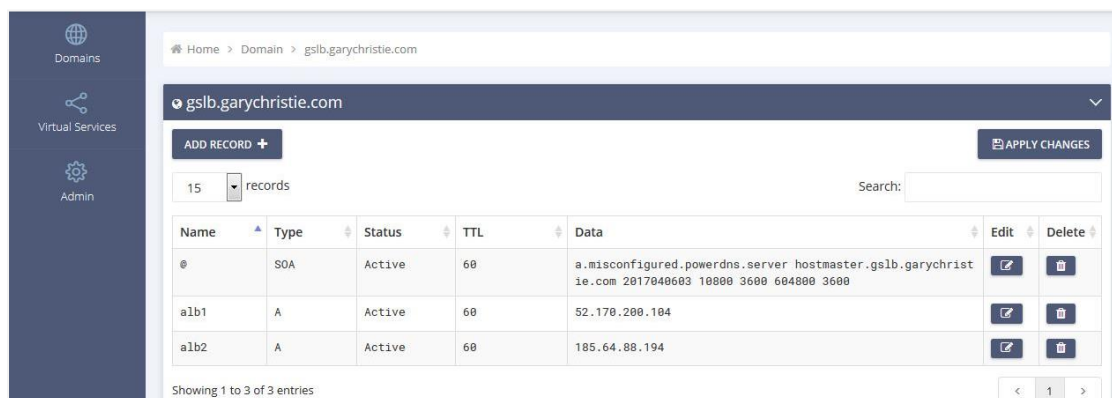 Domains
Home > Domain > gslb.garychristie.com
Virtual Services
gslb.garychristie.com
ADD RECORD +
APPLY CHANGES
Admin
15 records
Search:
Name Type Status TTL Data Edit Delete
@ SOA Active 60 a.misconfigured.powerdns.server hostmaster.gslb.garychrist
ie.com 2017040603 10800 3600 604800 3600
alb1 A Active 60 52.170.200.104
alb2 A Active 60 185.64.88.194
Showing 1 to 3 of 3 entries
< 1 >